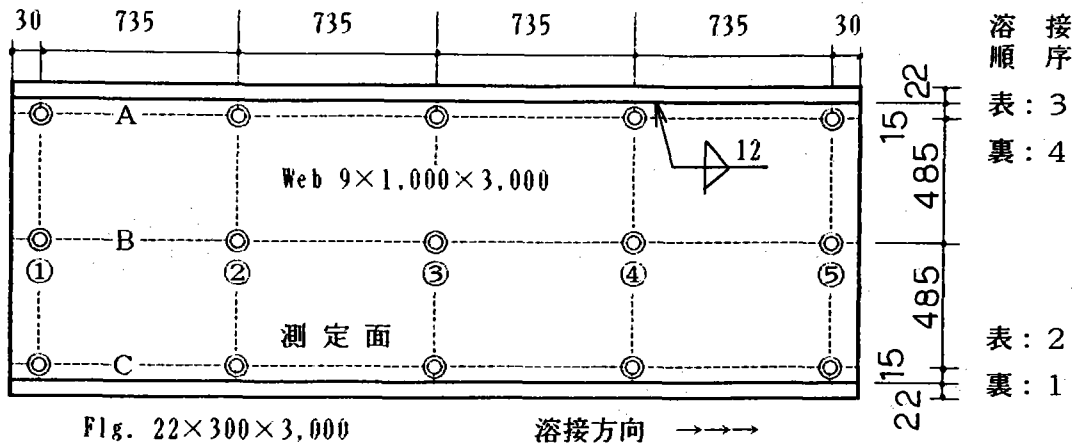 30 735 735 735 735 30
溶接
順序
22
A
15
表:3
裏:4
12
Web 9×1,000×3,000
485
B
① ② ③ ④ ⑤
485
測定面
表:2
C
15
裏:1
22
Flg. 22×300×3,000 溶接方向 →→→